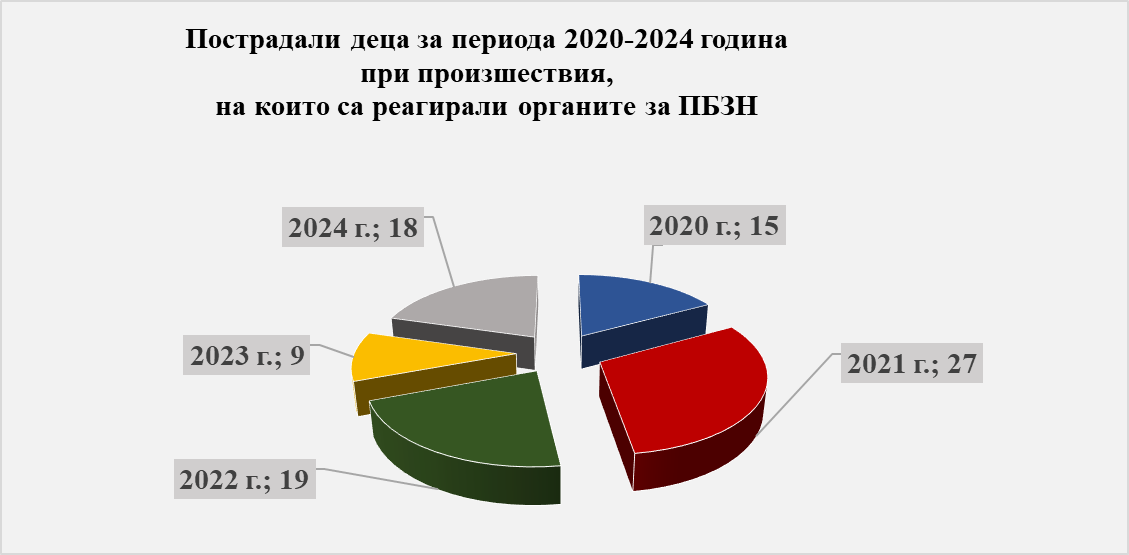 Пострадали деца за периода 2020-2024 година
при произшествия,
на които са реагирали органите за ПБЗН
2024 г.; 18
2020 г.; 15
2023 г.; 9
2021 г.; 27
2022 г.; 19